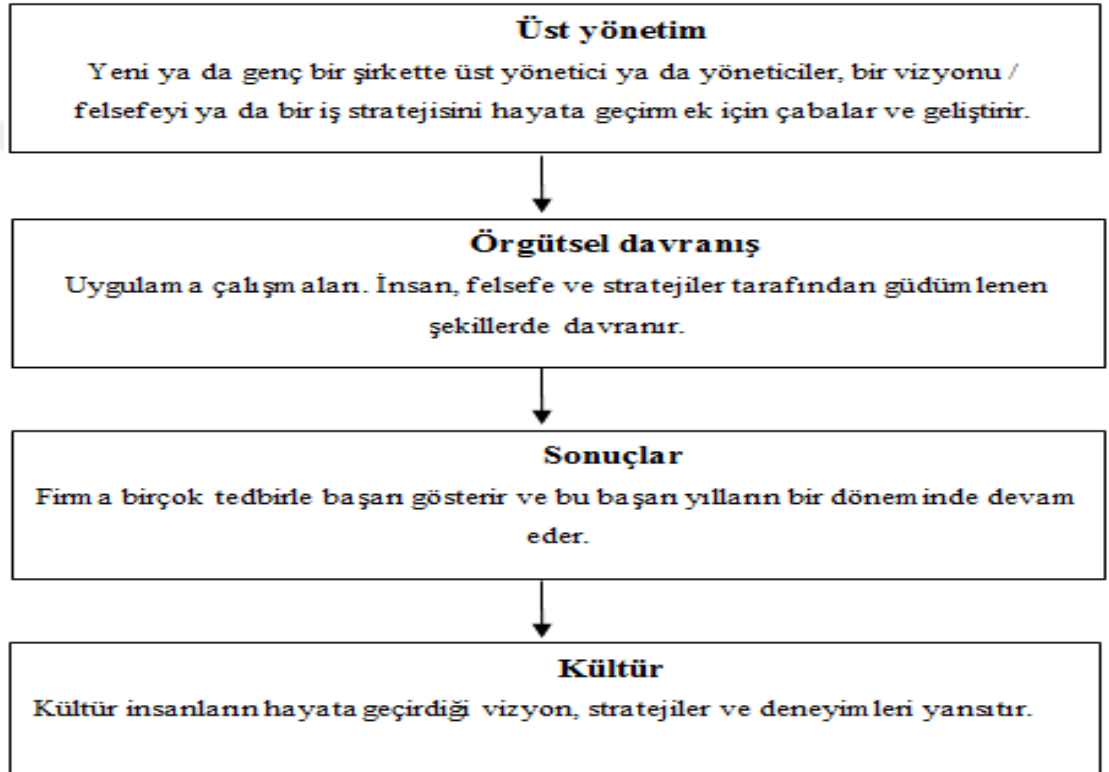 Üst yönetim
Yeni ya da genç bir şirkette üst yönetici ya da yöneticiler, bir vizyonu /
felsefeyi ya da bir iş stratejisini hayata geçirmek için çabalar ve geliştirir.
Örgütsel davranış
Uygulama çalışmaları. İnsan, felsefe ve stratejiler tarafından güdümlenen
şekillerde davranır.
Sonuçlar
Firma birçok tedbirle başarı gösterir ve bu başarı yılların bir döneminde devam
eder.
Kültür
Kültür insanların hayata geçirdiği vizyon, stratejiler ve deneyimleri yansıtır.